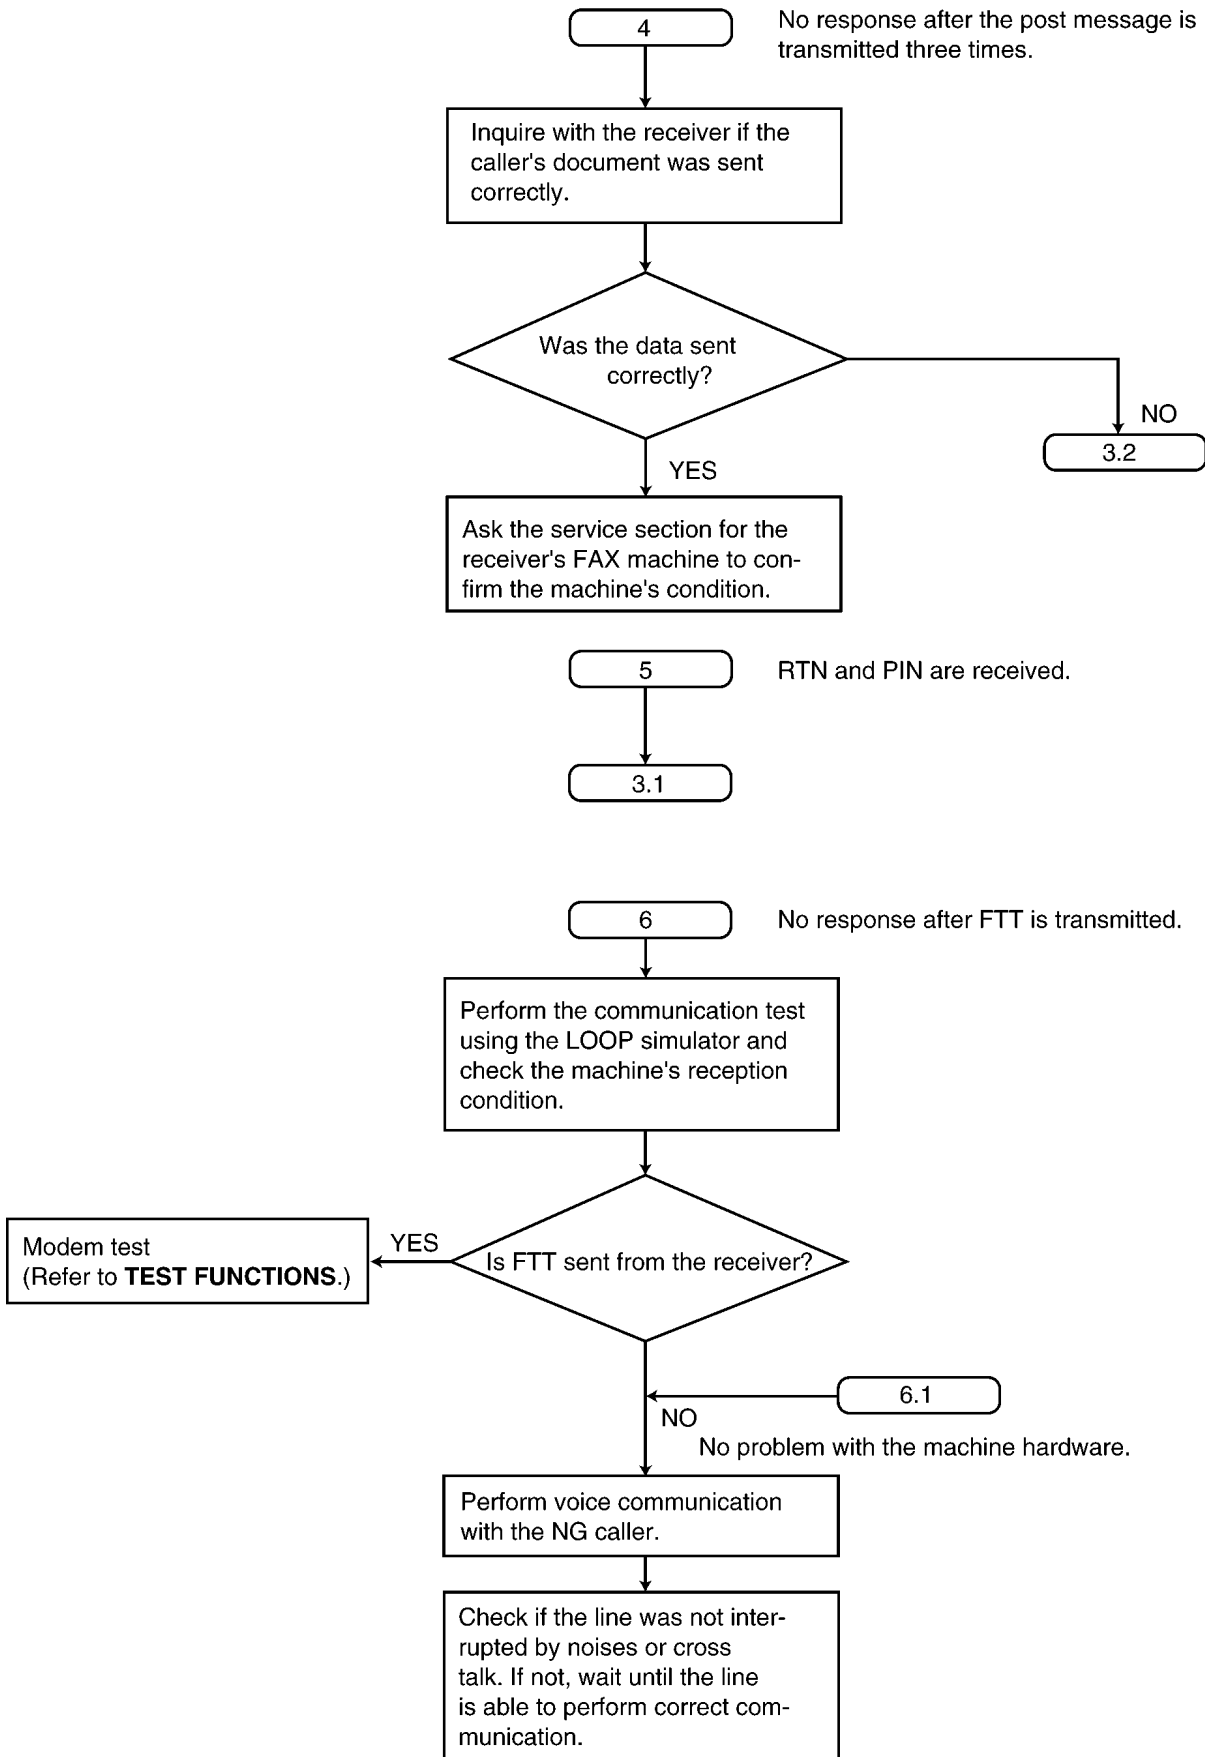 4
No response after the post message is
transmitted three times.
Inquire with the receiver if the
caller's document was sent
correctly.
Was the data sent
correctly?
NO
3.2
YES
Ask the service section for the
receiver's FAX machine to con-
firm the machine's condition.
5
RTN and PIN are received.
3.1
6
No response after FTT is transmitted.
Perform the communication test
using the LOOP simulator and
check the machine's reception
condition.
Is FTT sent from the receiver?
YES
Modem test
(Refer to TEST FUNCTIONS.)
6.1
NO
No problem with the machine hardware.
Perform voice communication
with the NG caller.
Check if the line was not inter-
rupted by noises or cross
talk. If not, wait until the line
is able to perform correct com-
munication.